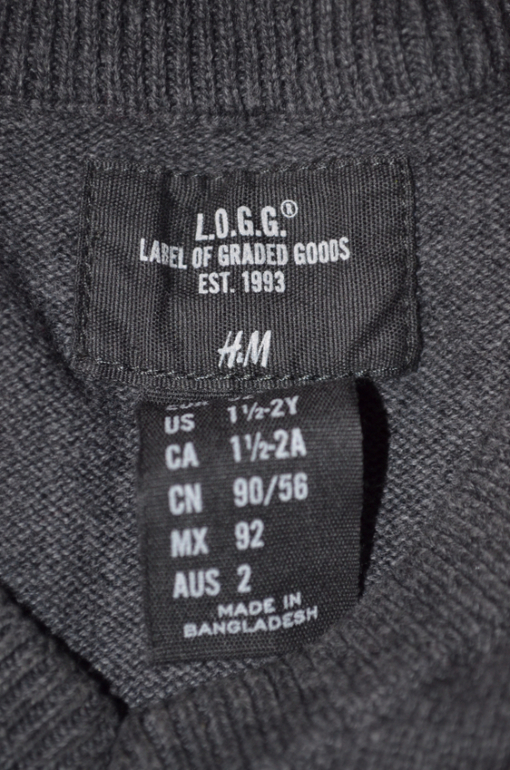 L.O.G.G.®
LABEL OF GRADED GOODS
EST. 1993
H&M
US 1½-2Y
CA 1½-2A
CN 90/56
MX 92
AUS 2
MADE IN
BANGLADESH